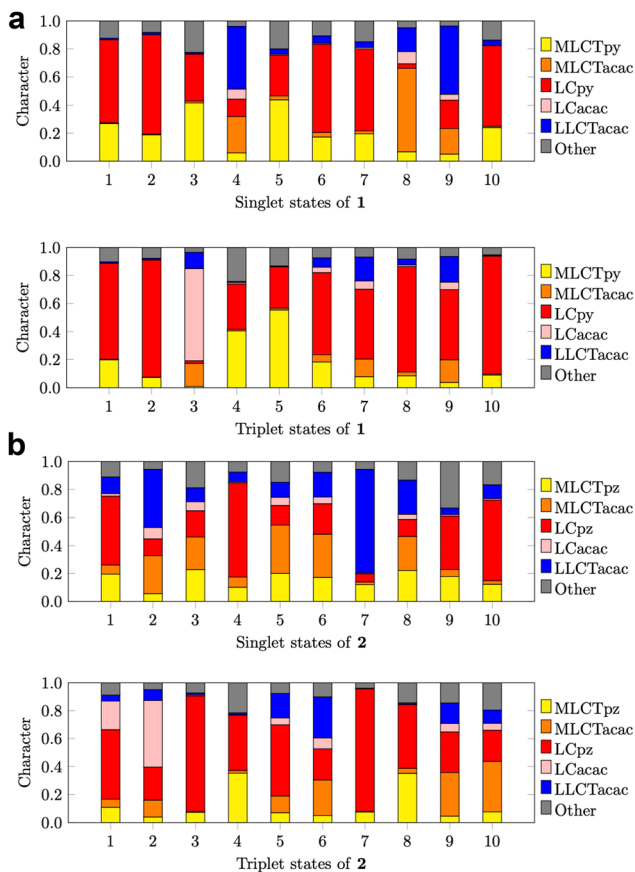 a
Character
1.0
0.8
0.6
0.4
0.2
0.0
1 2 3 4 5 6 7 8 9 10
Singlet states of 1
MLCTpy
MLCTacac
LCpy
LCacac
LLCTacac
Other
Character
1.0
0.8
0.6
0.4
0.2
0.0
1 2 3 4 5 6 7 8 9 10
Triplet states of 1
MLCTpy
MLCTacac
LCpy
LCacac
LLCTacac
Other
b
Character
1.0
0.8
0.6
0.4
0.2
0.0
1 2 3 4 5 6 7 8 9 10
Singlet states of 2
MLCTpz
MLCTacac
LCpz
LCacac
LLCTacac
Other
Character
1.0
0.8
0.6
0.4
0.2
0.0
1 2 3 4 5 6 7 8 9 10
Triplet states of 2
MLCTpz
MLCTacac
LCpz
LCacac
LLCTacac
Other